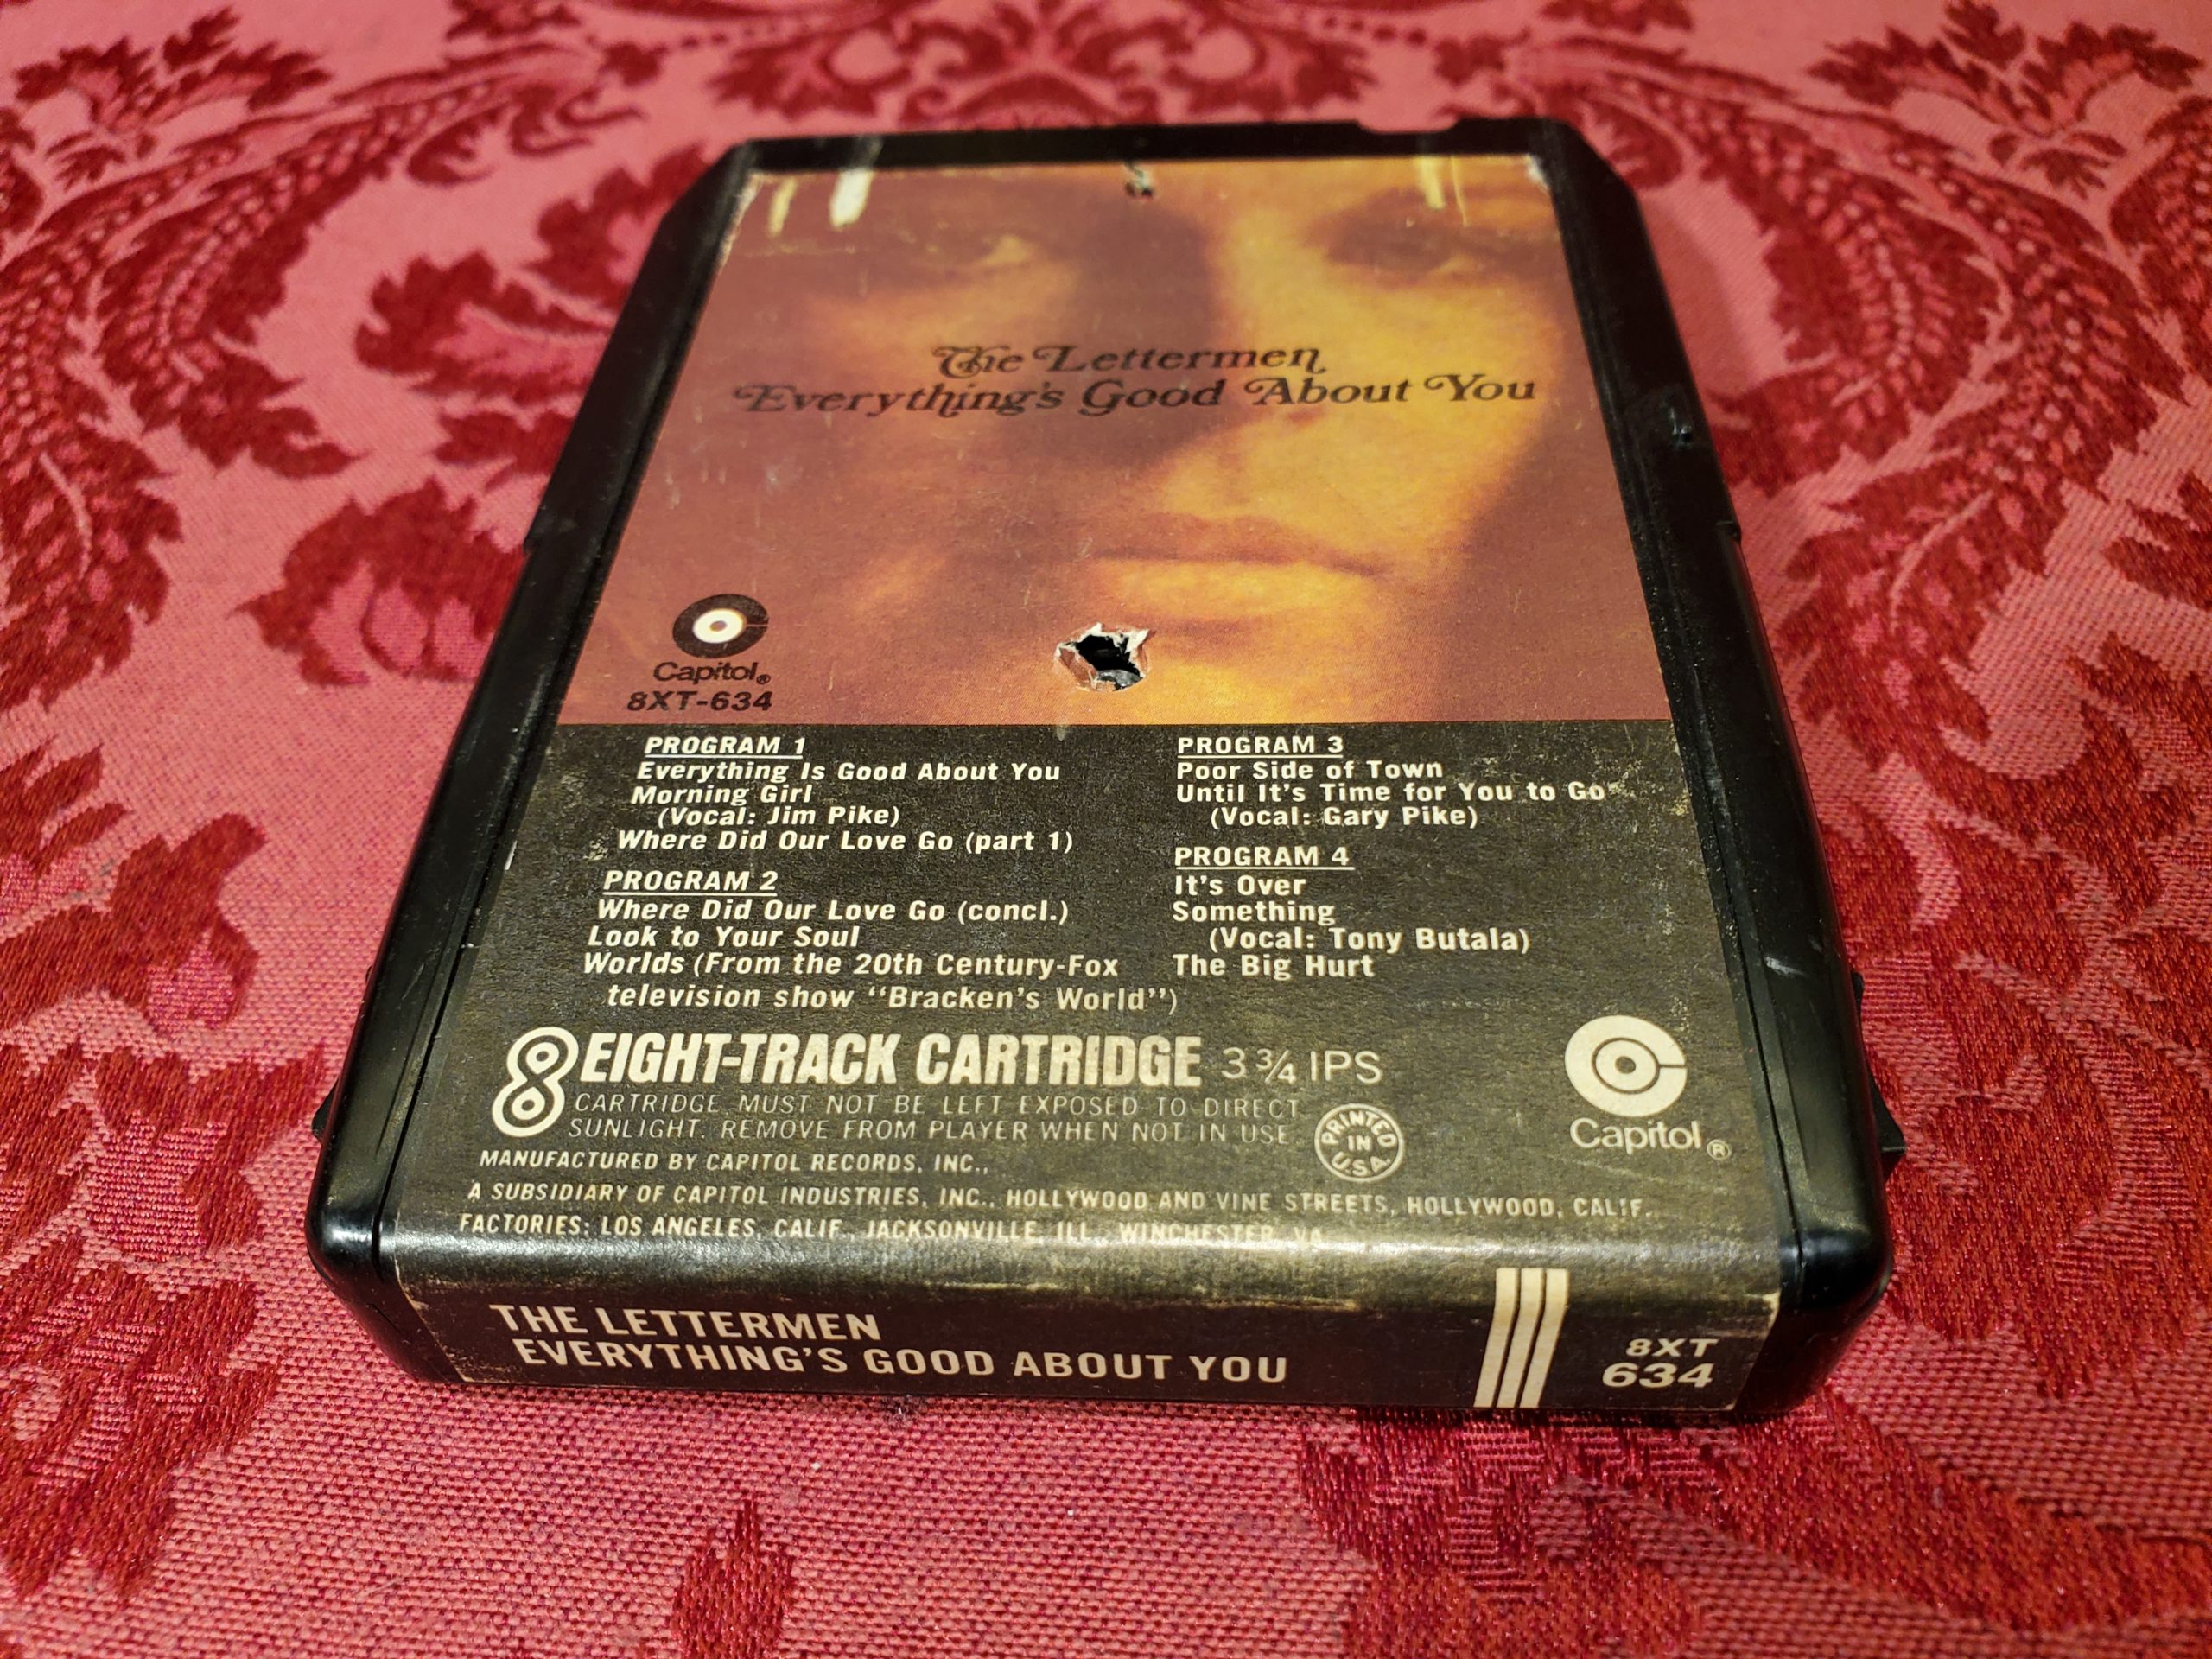 The Lettermen
Everything's Good About You
Capitol®
8XT-634
PROGRAM 1
Everything Is Good About You
Morning Girl
(Vocal: Jim Pike)
Where Did Our Love Go (part 1)
PROGRAM 2
Where Did Our Love Go (concl.)
Look to Your Soul
Worlds (From the 20th Century-Fox
television show "Bracken's World")
PROGRAM 3
Poor Side of Town
Until It's Time for You to Go
(Vocal: Gary Pike)
PROGRAM 4
It's Over
Something
(Vocal: Tony Butala)
The Big Hurt
8 EIGHT-TRACK CARTRIDGE 3 3/4 IPS
CARTRIDGE MUST NOT BE LEFT EXPOSED TO DIRECT
SUNLIGHT. REMOVE FROM PLAYER WHEN NOT IN USE
PRINTED
IN
U.S.A.
Capitol®
MANUFACTURED BY CAPITOL RECORDS, INC.,
A SUBSIDIARY OF CAPITOL INDUSTRIES, INC., HOLLYWOOD AND VINE STREETS, HOLLYWOOD, CALIF.
FACTORIES: LOS ANGELES, CALIF., JACKSONVILLE, ILL., WINCHESTER, VA.
THE LETTERMEN
EVERYTHING'S GOOD ABOUT YOU
8XT
634